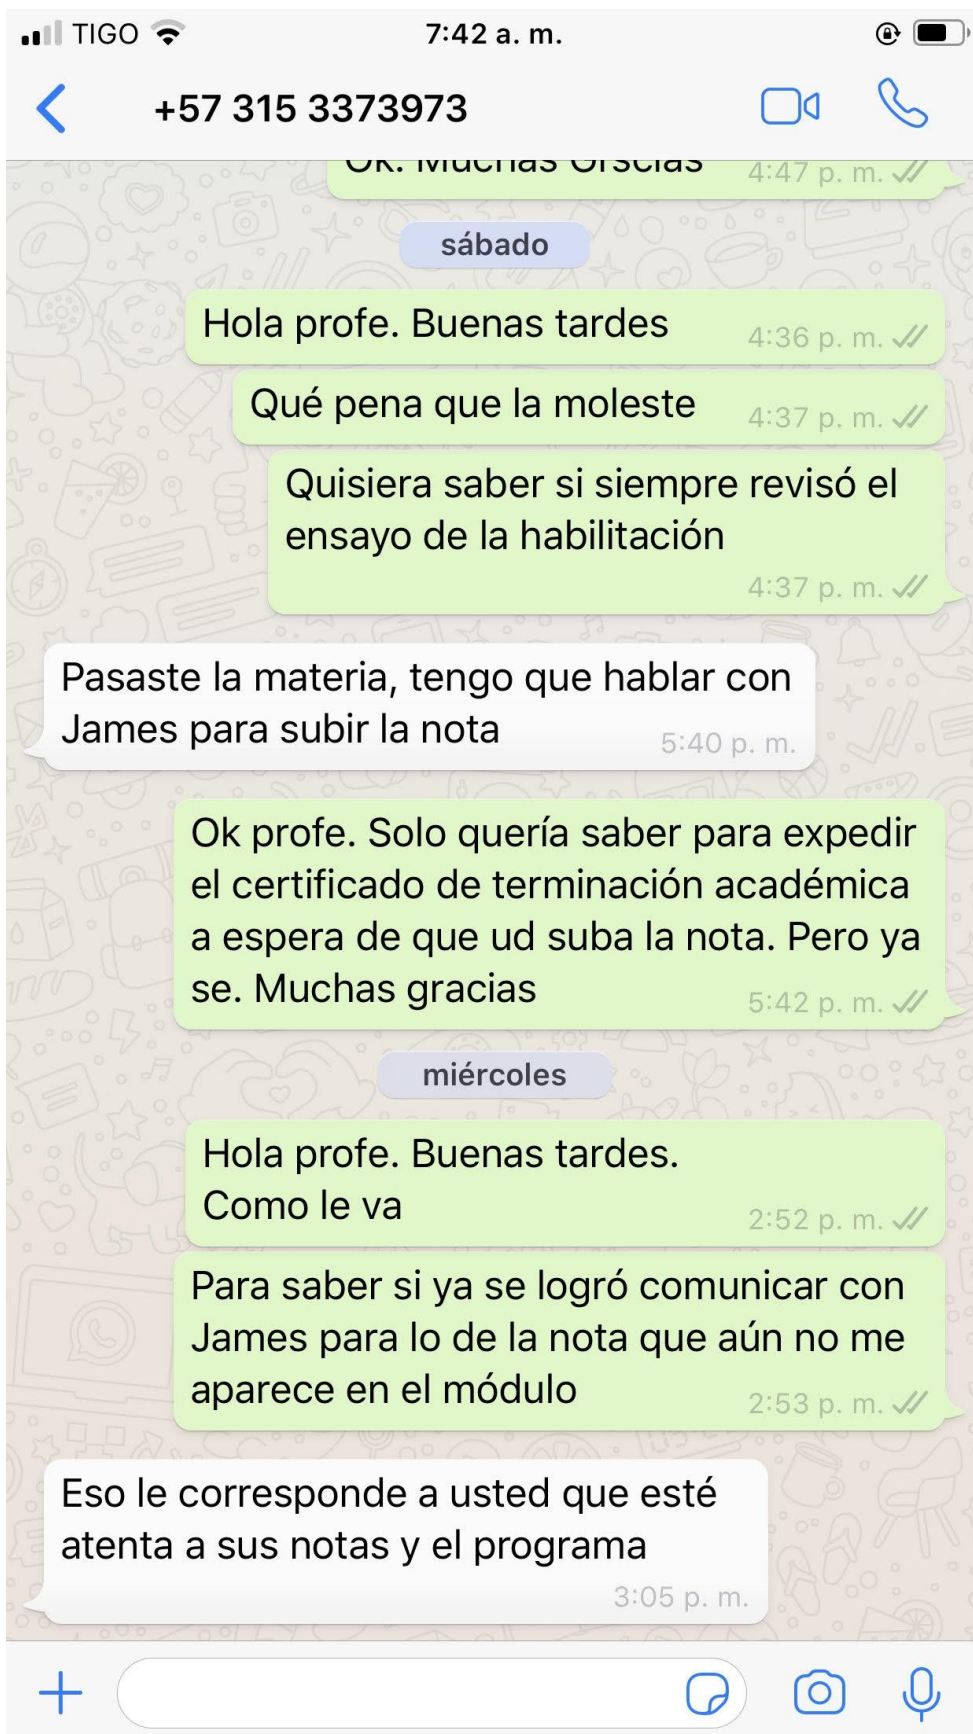 TIGO 7:42 a. m.
+57 315 3373973
Ok. Muchas Grscias 4:47 p. m.
sábado
Hola profe. Buenas tardes 4:36 p. m.
Qué pena que la moleste 4:37 p. m.
Quisiera saber si siempre revisó el
ensayo de la habilitación
4:37 p. m.
Pasaste la materia, tengo que hablar con
James para subir la nota 5:40 p. m.
Ok profe. Solo quería saber para expedir
el certificado de terminación académica
a espera de que ud suba la nota. Pero ya
se. Muchas gracias 5:42 p. m.
miércoles
Hola profe. Buenas tardes.
Como le va 2:52 p. m.
Para saber si ya se logró comunicar con
James para lo de la nota que aún no me
aparece en el módulo 2:53 p. m.
Eso le corresponde a usted que esté
atenta a sus notas y el programa
3:05 p. m.